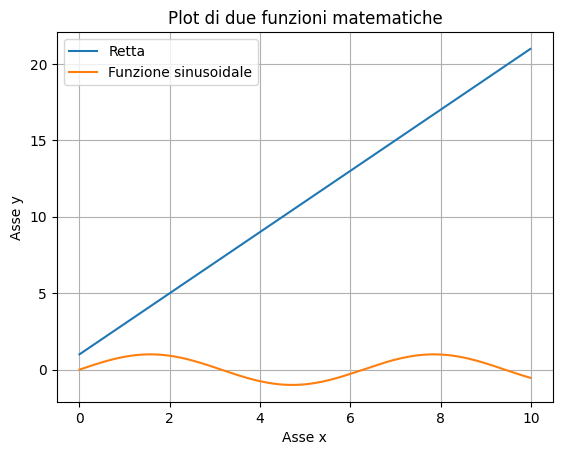 Plot di due funzioni matematiche
Retta
Funzione sinusoidale
20
15
10
5
0
Asse y
0 2 4 6 8 10
Asse x